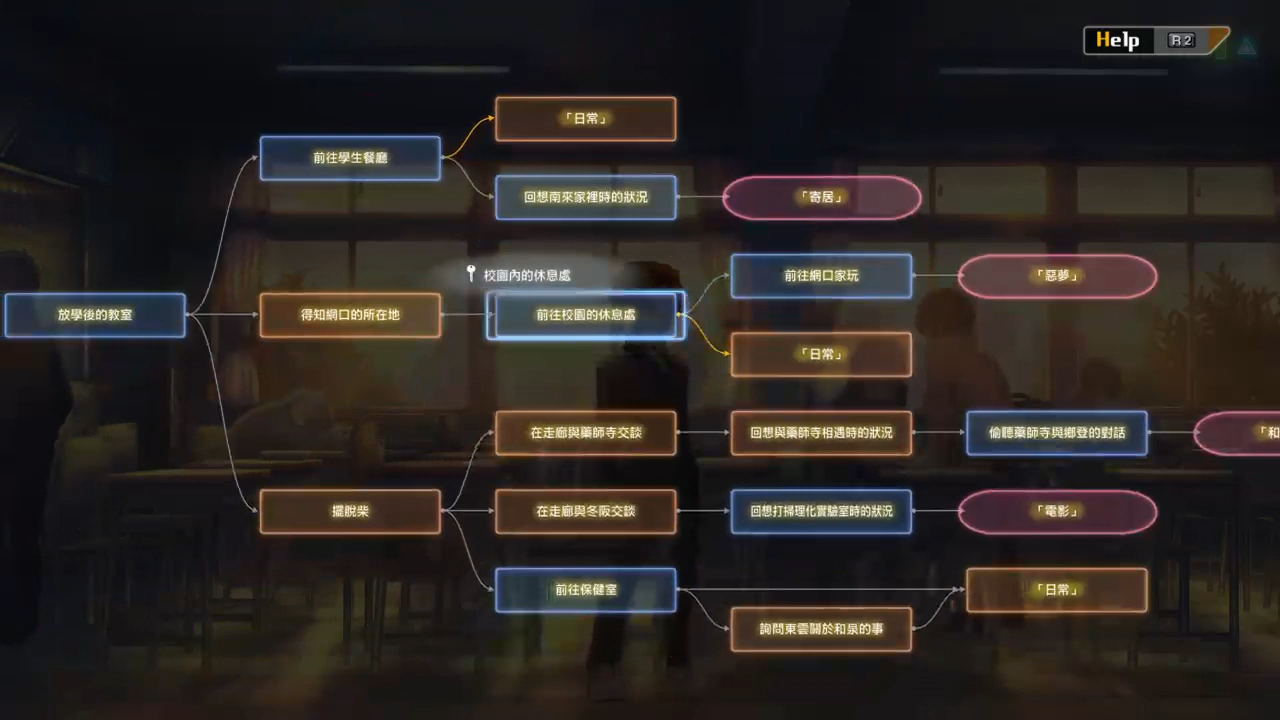 Help R2
「日常」
前往學生餐廳
回想南來家裡時的狀況
「寄居」
校園內的休息處
前往網口家玩
「惡夢」
放學後的教室
得知網口的所在地
前往校園的休息處
「日常」
在走廊與藥師寺交談
回想與藥師寺相遇時的狀況
偷聽藥師寺與鄉登的對話
「和
擺脫柴
在走廊與冬阪交談
回想打掃理化實驗室時的狀況
「電影」
前往保健室
「日常」
詢問東雲關於和泉的事